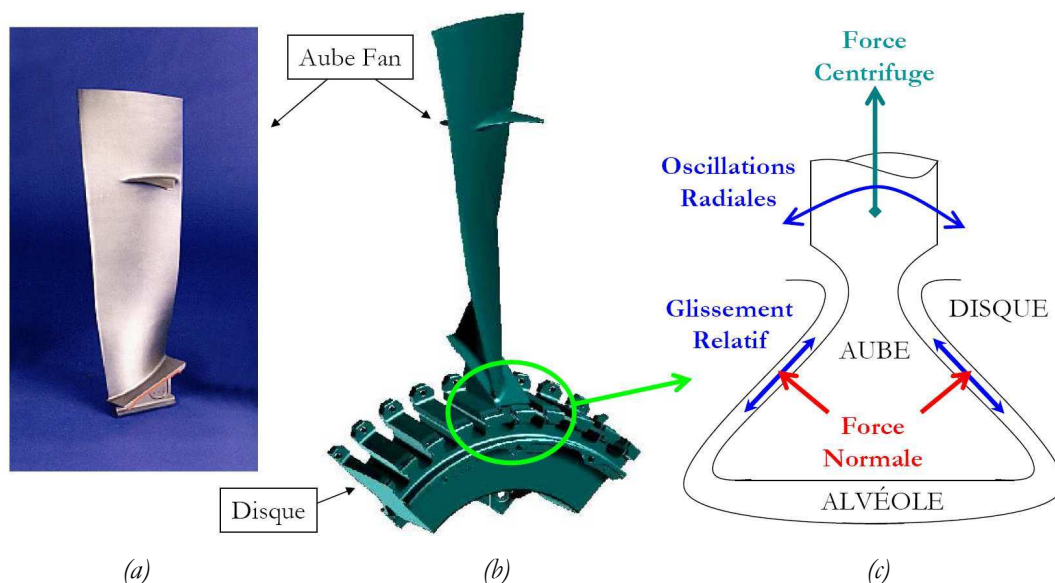 Aube Fan
Disque
Force
Centrifuge
Oscillations
Radiales
Glissement
Relatif
DISQUE
AUBE
Force
Normale
ALVÉOLE
(a)
(b)
(c)